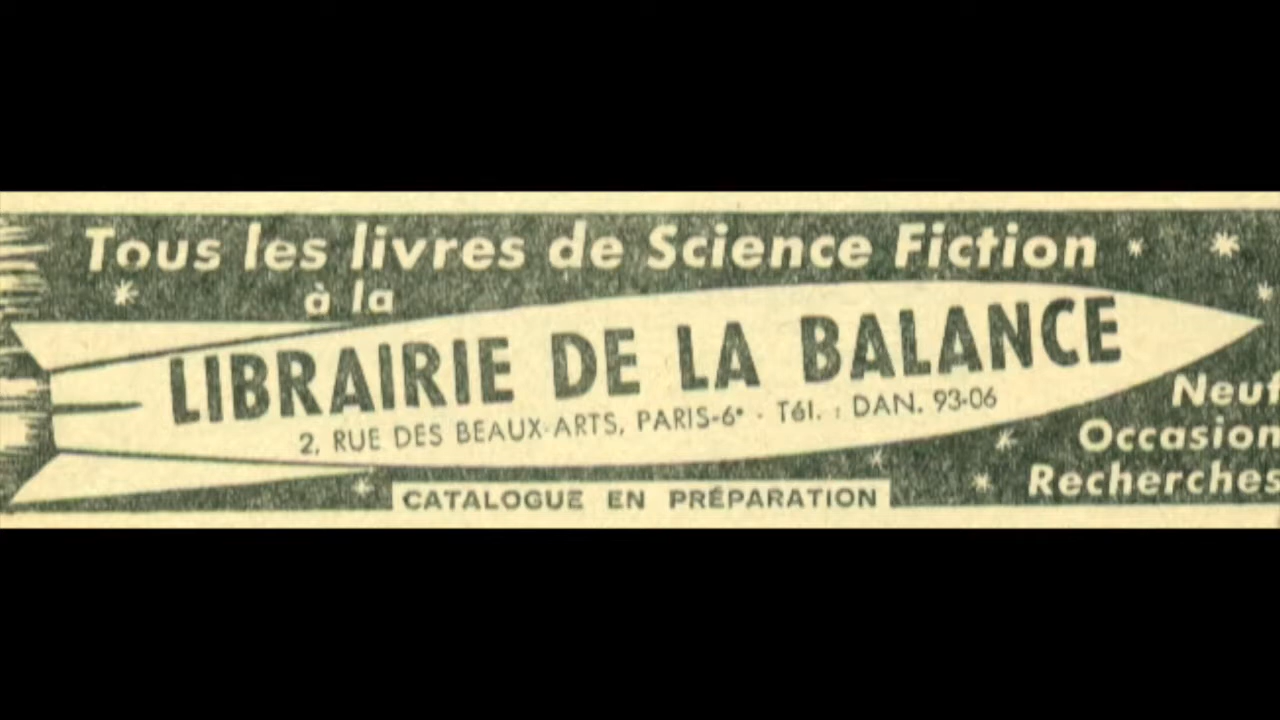 Tous les livres de Science Fiction
à la
LIBRAIRIE DE LA BALANCE
2, RUE DES BEAUX-ARTS, PARIS-6e - Tél. : DAN. 93-06
Neuf
Occasion
Recherches
CATALOGUE EN PRÉPARATION